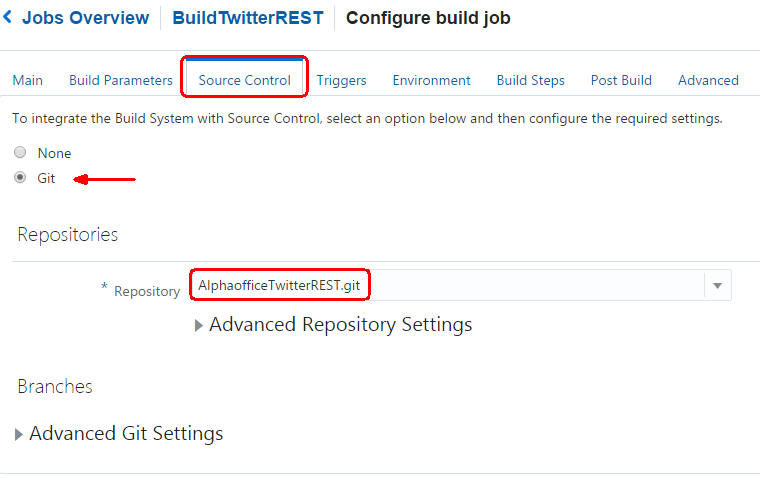 Jobs Overview BuildTwitterREST Configure build job
Main Build Parameters Source Control Triggers Environment Build Steps Post Build Advanced
To integrate the Build System with Source Control, select an option below and then configure the required settings.
None
Git
Repositories
* Repository AlphaofficeTwitterREST.git
Advanced Repository Settings
Branches
Advanced Git Settings